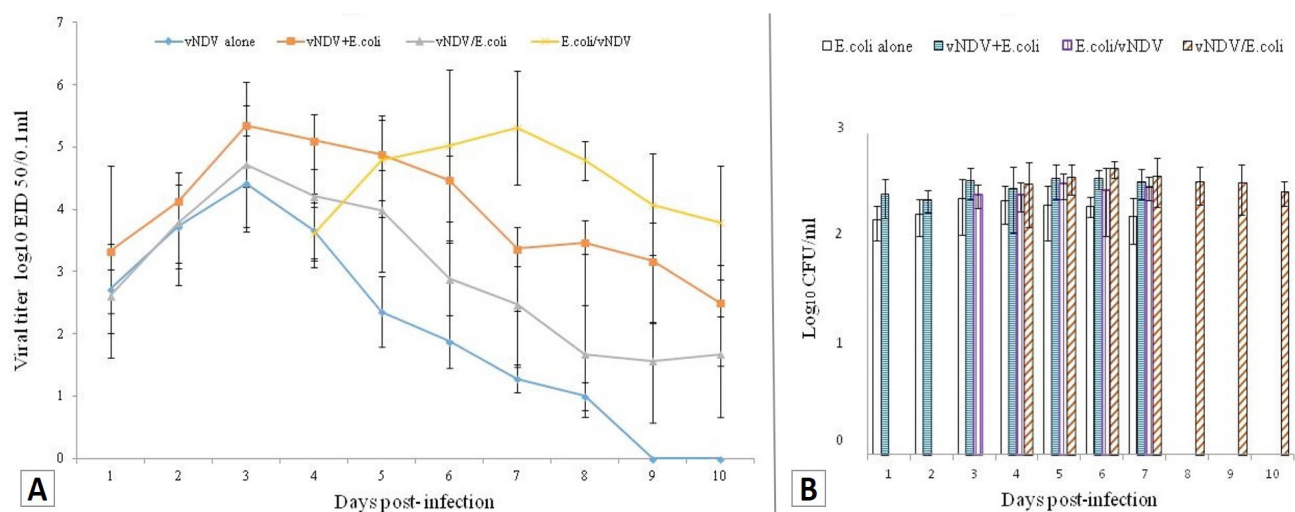 vNDV alone vNDV+E.coli vNDV/E.coli E.coli/vNDV
7
6
5
4
3
2
1
0
Viral titer log10 EID 50/0.1ml
1 2 3 4 5 6 7 8 9 10
Days post-infection
A
E.coli alone vNDV+E.coli E.coli/vNDV vNDV/E.coli
3
2
1
0
Log10 CFU/ml
1 2 3 4 5 6 7 8 9 10
Days post-infection
B